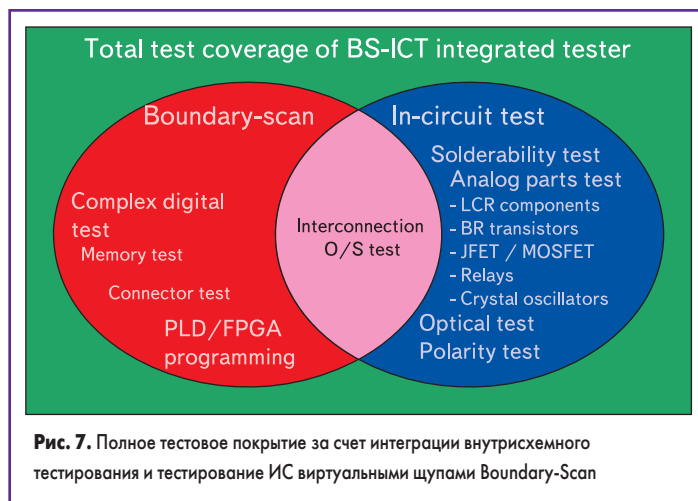 Total test coverage of BS-ICT integrated tester
Boundary-scan
Complex digital
test
Memory test
Connector test
PLD/FPGA
programming
Interconnection
O/S test
In-circuit test
Solderability test
Analog parts test
- LCR components
- BR transistors
- JFET / MOSFET
- Relays
- Crystal oscillators
Optical test
Polarity test
Рис. 7. Полное тестовое покрытие за счет интеграции внутрисхемного
тестирования и тестирование ИС виртуальными щупами Boundary-Scan